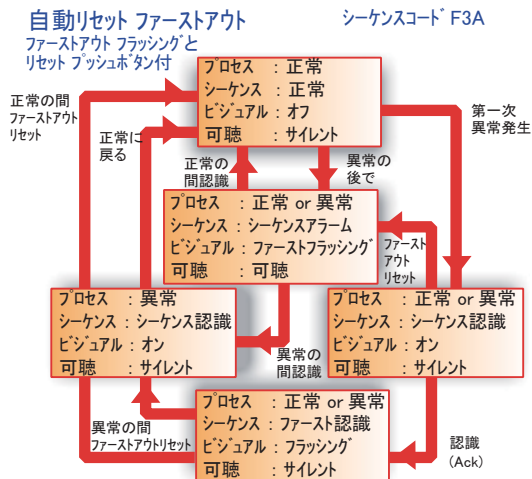 自動リセット ファーストアウト
シーケンスコード F3A
ファーストアウト フラッシングと
リセット プッシュボタン付
プロセス : 正常
シーケンス : 正常
ビジュアル : オフ
可聴 : サイレント
正常の間
ファーストアウト
リセット
正常に
戻る
正常の
間認識
異常の
後で
第一次
異常発生
プロセス : 正常 or 異常
シーケンス : シーケンスアラーム
ビジュアル : ファーストフラッシング
可聴 : 可聴
ファースト
アウト
リセット
プロセス : 異常
シーケンス : シーケンス認識
ビジュアル : オン
可聴 : サイレント
プロセス : 正常 or 異常
シーケンス : シーケンス認識
ビジュアル : オン
可聴 : サイレント
異常の
間認識
異常の間
ファーストアウトリセット
プロセス : 正常 or 異常
シーケンス : ファースト認識
ビジュアル : フラッシング
可聴 : サイレント
認識
(Ack)